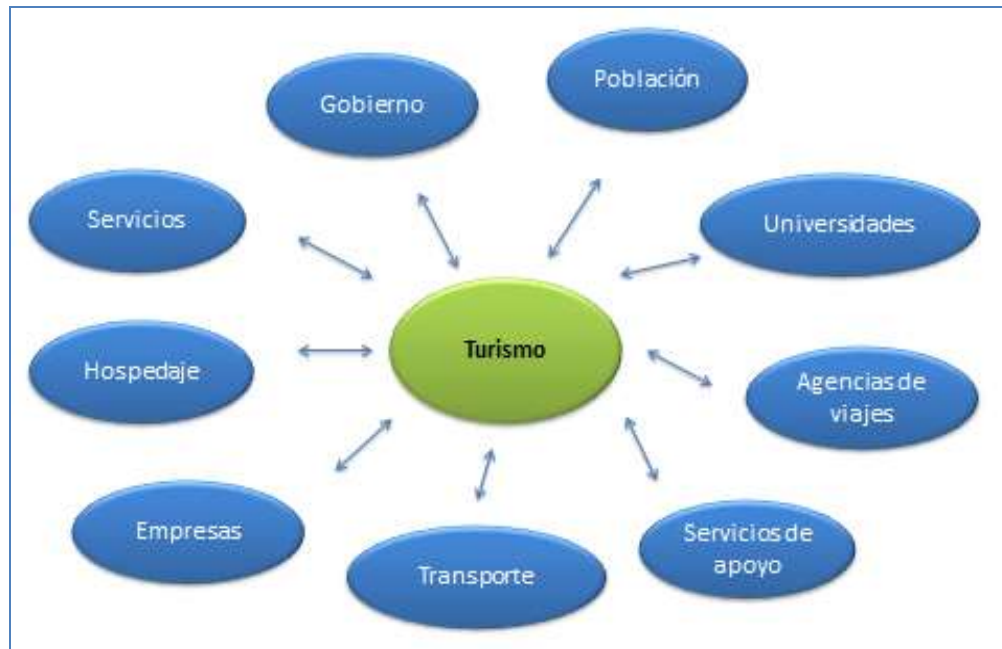 Gobierno
Población
Servicios
Universidades
Turismo
Hospedaje
Agencias de
viajes
Empresas
Servicios de
apoyo
Transporte